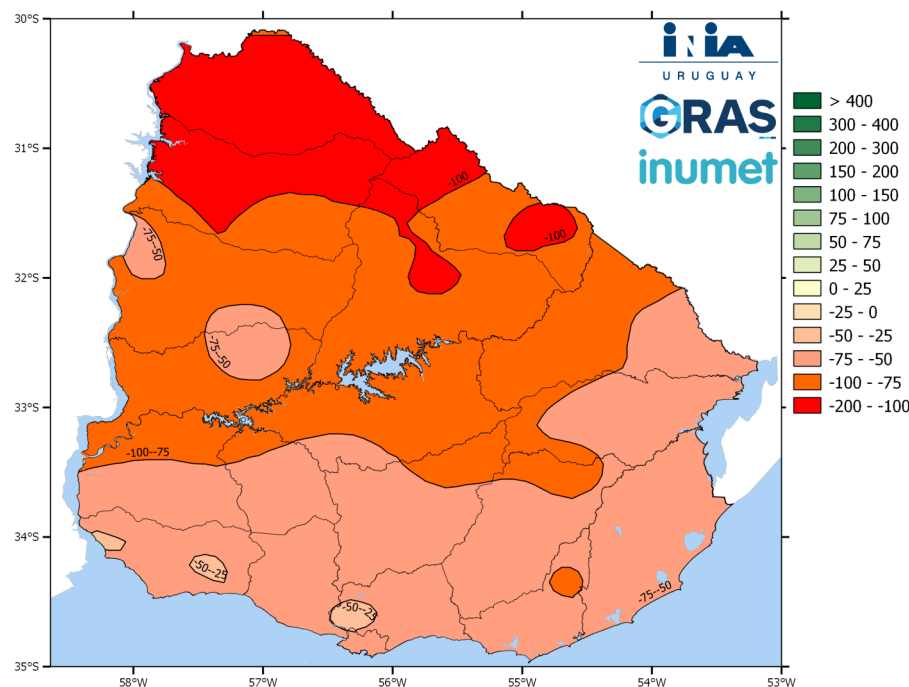 30°S
31°S
32°S
33°S
34°S
35°S
58°W
57°W
56°W
55°W
54°W
53°W
INIA
URUGUAY
GRAS
inumet
> 400
300 - 400
200 - 300
150 - 200
100 - 150
75 - 100
50 - 75
25 - 50
0 - 25
-25 - 0
-50 - -25
-75 - -50
-100 - -75
-200 - -100
-100
-100
-75--50
-75--50
-100--75
-50--25
-50--25
-75--50